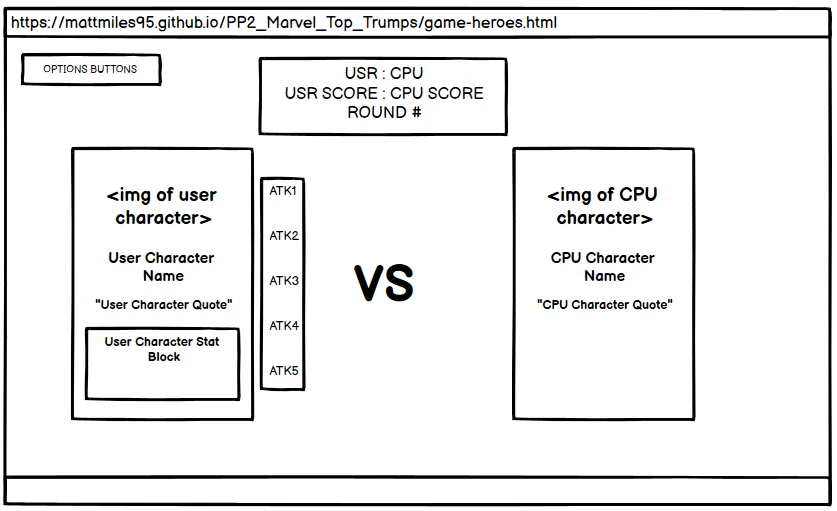 https://mattmiles95.github.io/PP2_Marvel_Top_Trumps/game-heroes.html
OPTIONS BUTTONS
USR : CPU
USR SCORE : CPU SCORE
ROUND #
<img of user
character>
User Character
Name
"User Character Quote"
User Character Stat
Block
ATK1
ATK2
ATK3
ATK4
ATK5
VS
<img of CPU
character>
CPU Character
Name
"CPU Character Quote"